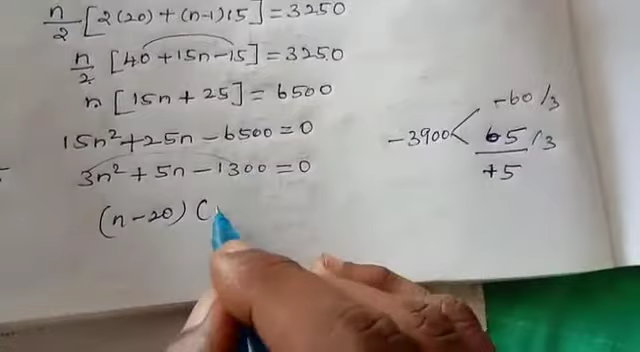 n/2 [2(20)+(n-1)15]=3250
n/2 [40+15n-15]=3250
n[15n+25]=6500
15n²+25n-6500=0
3n²+5n-1300=0
(n-20)(
-3900 < -60/3
65/3
+5